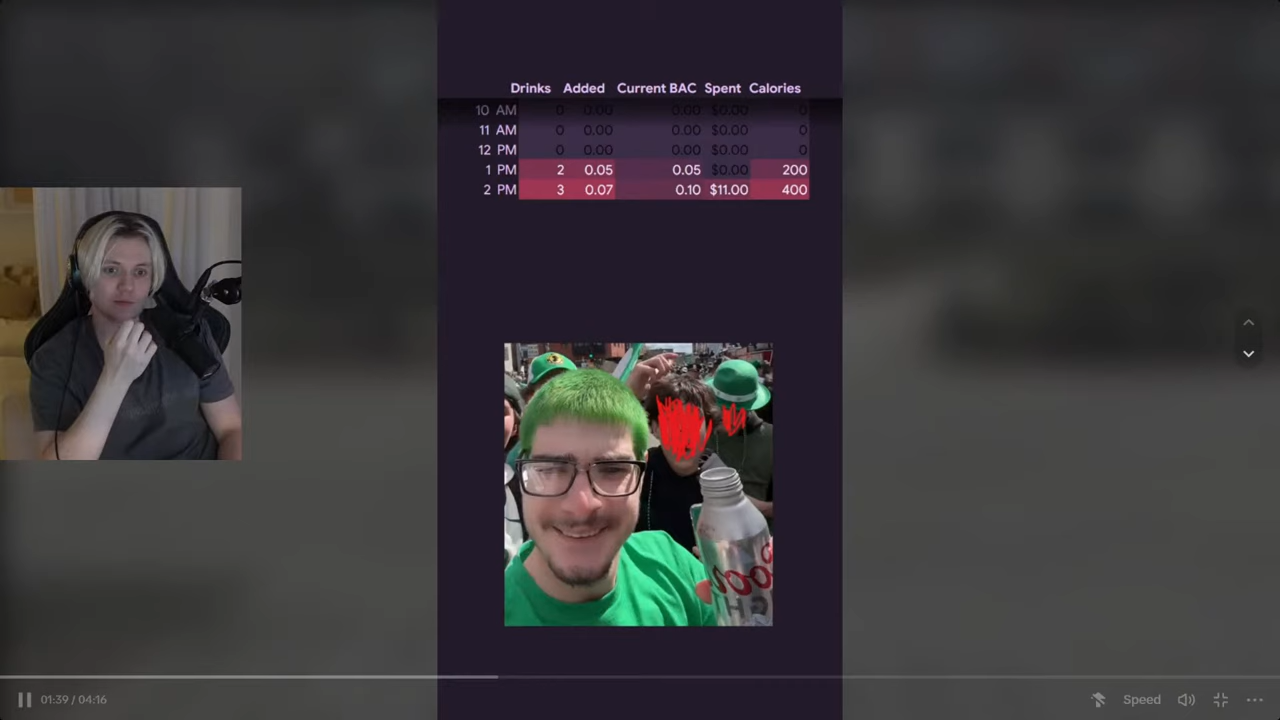 Drinks Added Current BAC Spent Calories
10 AM 0 0.00 0.00 $0.00 0
11 AM 0 0.00 0.00 $0.00 0
12 PM 0 0.00 0.00 $0.00 0
1 PM 2 0.05 0.05 $0.00 200
2 PM 3 0.07 0.10 $11.00 400
01:39 / 04:16
Speed